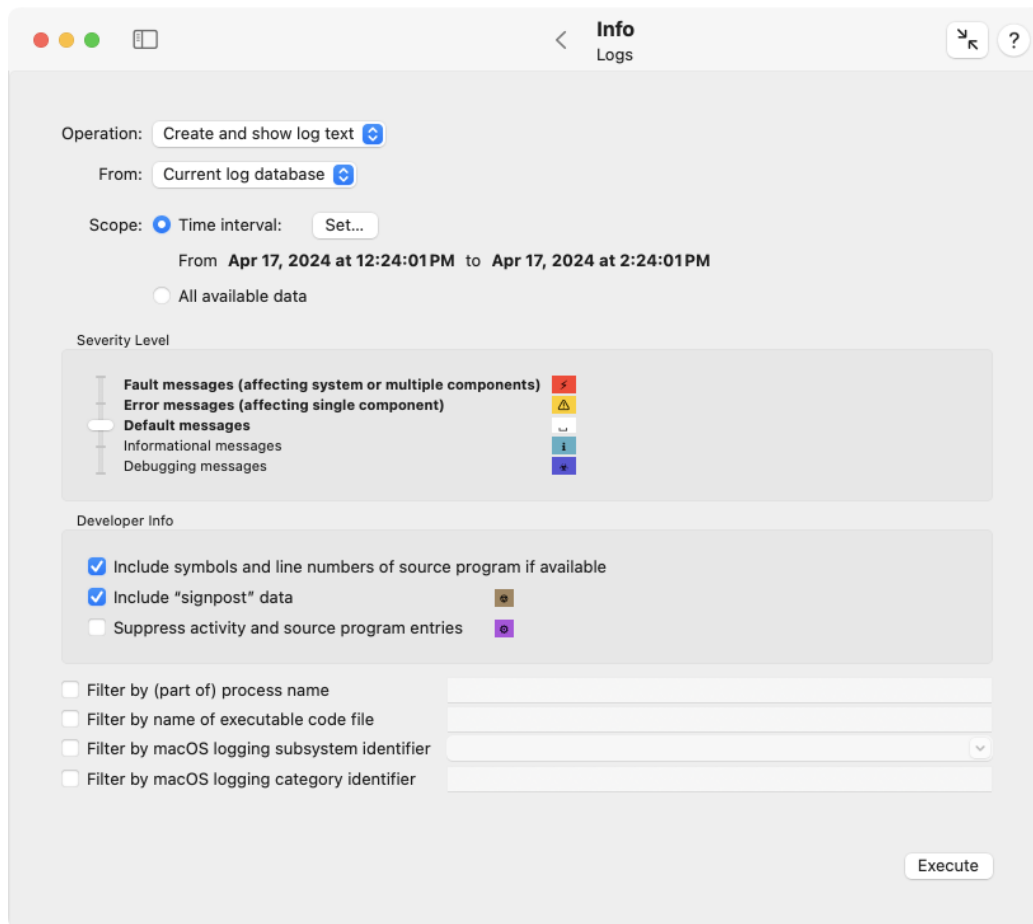 Info
Logs
?
Operation: Create and show log text
From: Current log database
Scope: Time interval: Set...
From Apr 17, 2024 at 12:24:01 PM to Apr 17, 2024 at 2:24:01 PM
All available data
Severity Level
Fault messages (affecting system or multiple components)
Error messages (affecting single component)
Default messages
Informational messages
Debugging messages
Developer Info
Include symbols and line numbers of source program if available
Include “signpost” data
Suppress activity and source program entries
Filter by (part of) process name
Filter by name of executable code file
Filter by macOS logging subsystem identifier
Filter by macOS logging category identifier
Execute